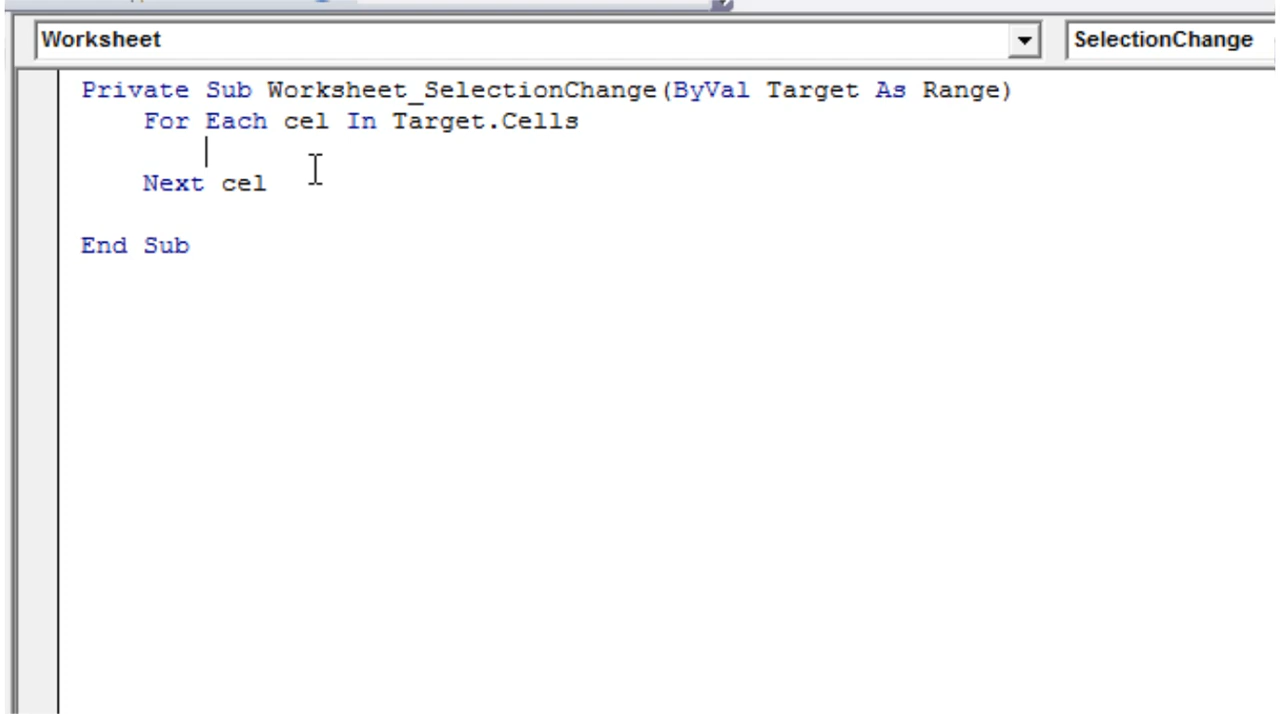 Worksheet
SelectionChange
Private Sub Worksheet_SelectionChange(ByVal Target As Range)
    For Each cel In Target.Cells
    Next cel
End Sub